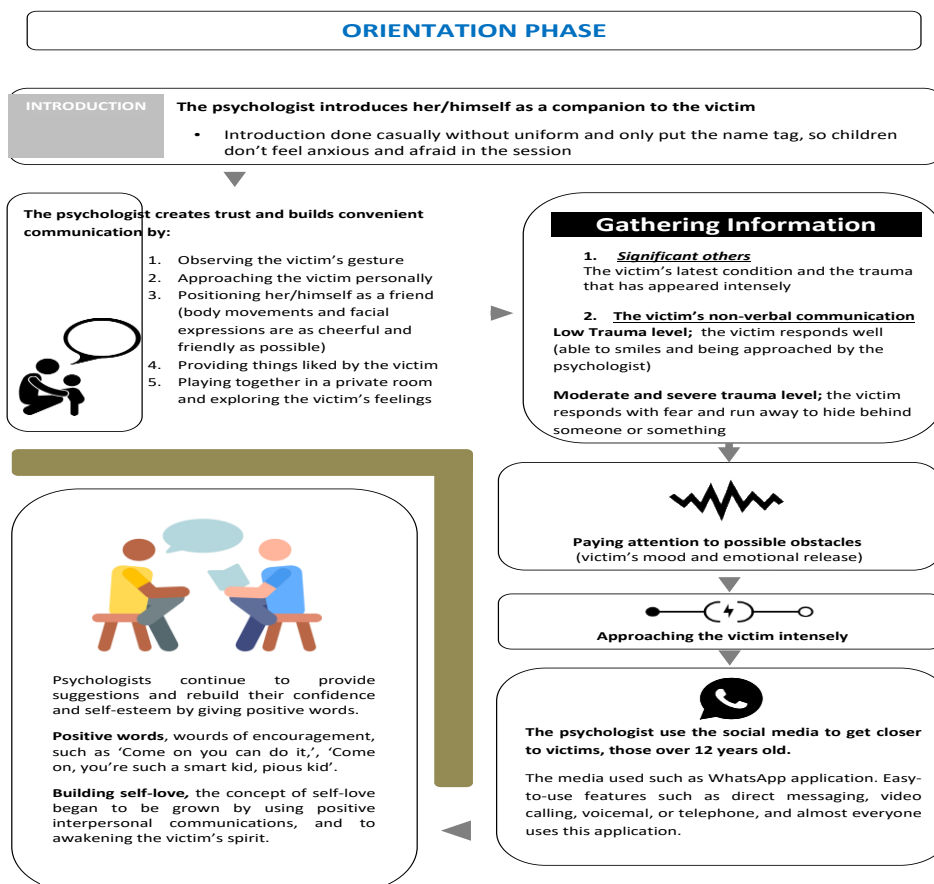 ORIENTATION PHASE
INTRODUCTION
The psychologist introduces her/himself as a companion to the victim
• Introduction done casually without uniform and only put the name tag, so children
don't feel anxious and afraid in the session
The psychologist creates trust and builds convenient
communication by:
1. Observing the victim's gesture
2. Approaching the victim personally
3. Positioning her/himself as a friend
(body movements and facial
expressions are as cheerful and
friendly as possible)
4. Providing things liked by the victim
5. Playing together in a private room
and exploring the victim's feelings
Gathering Information
1. Significant others
The victim's latest condition and the trauma
that has appeared intensely
2. The victim's non-verbal communication
Low Trauma level; the victim responds well
(able to smiles and being approached by the
psychologist)
Moderate and severe trauma level; the victim
responds with fear and run away to hide behind
someone or something
Paying attention to possible obstacles
(victim's mood and emotional release)
Approaching the victim intensely
The psychologist use the social media to get closer
to victims, those over 12 years old.
The media used such as WhatsApp application. Easy-
to-use features such as direct messaging, video
calling, voicemal, or telephone, and almost everyone
uses this application.
Psychologists continue to provide
suggestions and rebuild their confidence
and self-esteem by giving positive words.
Positive words, wourds of encouragement,
such as 'Come on you can do it,', 'Come
on, you're such a smart kid, pious kid'.
Building self-love, the concept of self-love
began to be grown by using positive
interpersonal communications, and to
awakening the victim's spirit.